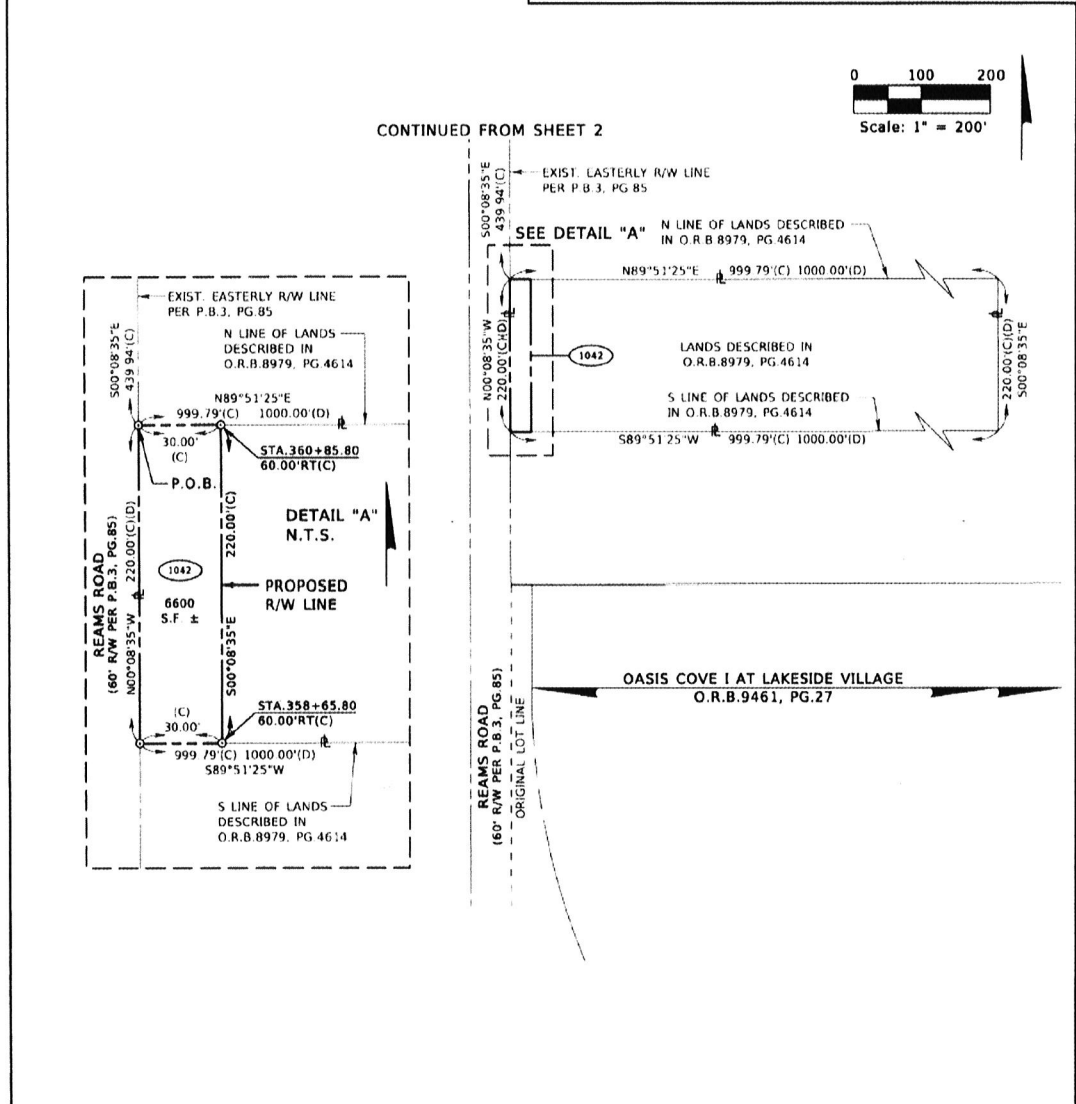 0 100 200
Scale: 1" = 200'
CONTINUED FROM SHEET 2
S00°08'35"E
439 94'(C)
EXIST. EASTERLY R/W LINE
PER P B.3, PG 85
SEE DETAIL "A"
N LINE OF LANDS DESCRIBED
IN O.R.B 8979, PG.4614
N89°51'25"E 999.79'(C) 1000.00'(D)
N00°08'35"W
220.00'(C)(D)
1042
LANDS DESCRIBED IN
O.R.B.8979, PG.4614
220.00'(C)(D)
S00°08'35"E
S LINE OF LANDS DESCRIBED
IN O.R.B.8979, PG.4614
S89°51'25"W 999.79'(C) 1000.00'(D)
EXIST. EASTERLY R/W LINE
PER P.B.3, PG.85
S00°08'35"E
439 94'(C)
N LINE OF LANDS
DESCRIBED IN
O.R.B.8979, PG.4614
N89°51'25"E
999.79'(C) 1000.00'(D)
30.00'
(C)
STA.360+85.80
60.00'RT(C)
P.O.B.
DETAIL "A"
N.T.S.
REAMS ROAD
(60' R/W PER P.B.3, PG.85)
N00°08'35"W 220.00'(C)(D)
1042
6600
S.F ±
220.00'(C)
S00°08'35"E
PROPOSED
R/W LINE
(C)
30.00'
STA.358+65.80
60.00'RT(C)
999 79'(C) 1000 00'(D)
S89°51'25"W
S LINE OF LANDS
DESCRIBED IN
O.R.B.8979, PG 4614
REAMS ROAD
(60' R/W PER P.B.3, PG.85)
ORIGINAL LOT LINE
OASIS COVE I AT LAKESIDE VILLAGE
O.R.B.9461, PG.27